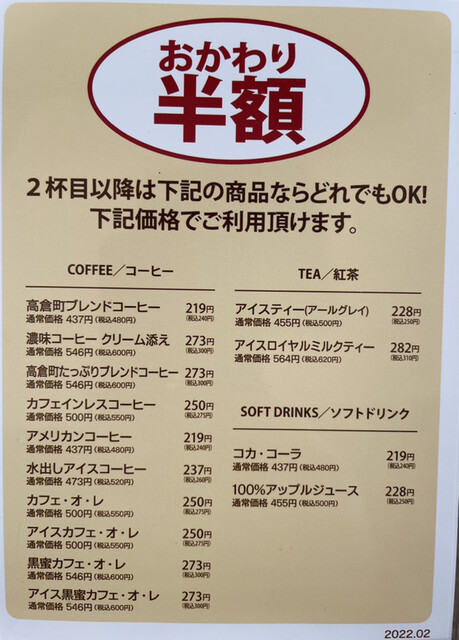 おかわり
半額
2杯目以降は下記の商品ならどれでもOK!
下記価格でご利用頂けます。
COFFEE/コーヒー
高倉町ブレンドコーヒー 219円
通常価格 437円(税込480円) (税込240円)
濃味コーヒー クリーム添え 273円
通常価格 546円(税込600円) (税込300円)
高倉町たっぷりブレンドコーヒー 273円
通常価格 546円(税込600円) (税込300円)
カフェインレスコーヒー 250円
通常価格 500円(税込550円) (税込275円)
アメリカンコーヒー 219円
通常価格 437円(税込480円) (税込240円)
水出しアイスコーヒー 237円
通常価格 473円(税込520円) (税込260円)
カフェ・オ・レ 250円
通常価格 500円(税込550円) (税込275円)
アイスカフェ・オ・レ 250円
通常価格 500円(税込550円) (税込275円)
黒蜜カフェ・オ・レ 273円
通常価格 546円(税込600円) (税込300円)
アイス黒蜜カフェ・オ・レ 273円
通常価格 546円(税込600円) (税込300円)
TEA/紅茶
アイスティー(アールグレイ) 228円
通常価格 455円(税込500円) (税込250円)
アイスロイヤルミルクティー 282円
通常価格 564円(税込620円) (税込310円)
SOFT DRINKS/ソフトドリンク
コカ・コーラ 219円
通常価格 437円(税込480円) (税込240円)
100%アップルジュース 228円
通常価格 455円(税込500円) (税込250円)
2022.02